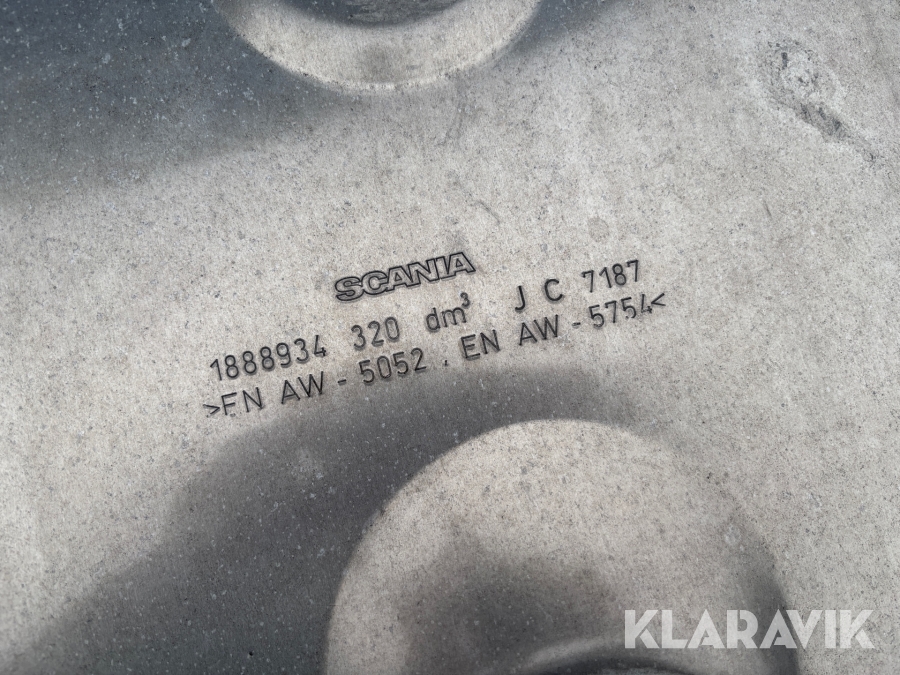 SCANIA
1888934 320 dm³ J C 7187
>EN AW - 5052 . EN AW - 5754<
KLARAVIK